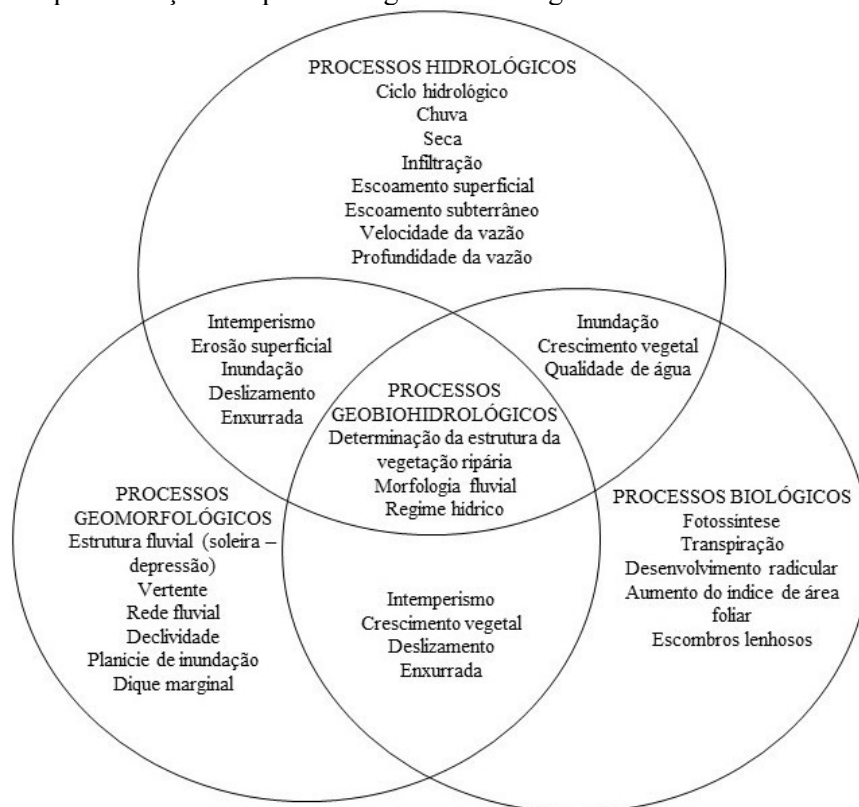 PROCESSOS HIDROLÓGICOS
Ciclo hidrológico
Chuva
Seca
Infiltração
Escoamento superficial
Escoamento subterrâneo
Velocidade da vazão
Profundidade da vazão
Intemperismo
Erosão superficial
Inundação
Deslizamento
Enxurrada
Inundação
Crescimento vegetal
Qualidade de água
PROCESSOS
GEOBIOHIDROLÓGICOS
Determinação da estrutura da
vegetação ripária
Morfologia fluvial
Regime hídrico
PROCESSOS
GEOMORFOLÓGICOS
Estrutura fluvial (soleira –
depressão)
Vertente
Rede fluvial
Declividade
Planície de inundação
Dique marginal
PROCESSOS BIOLÓGICOS
Fotossíntese
Transpiração
Desenvolvimento radicular
Aumento do índice de área
foliar
Escombros lenhosos
Intemperismo
Crescimento vegetal
Deslizamento
Enxurrada